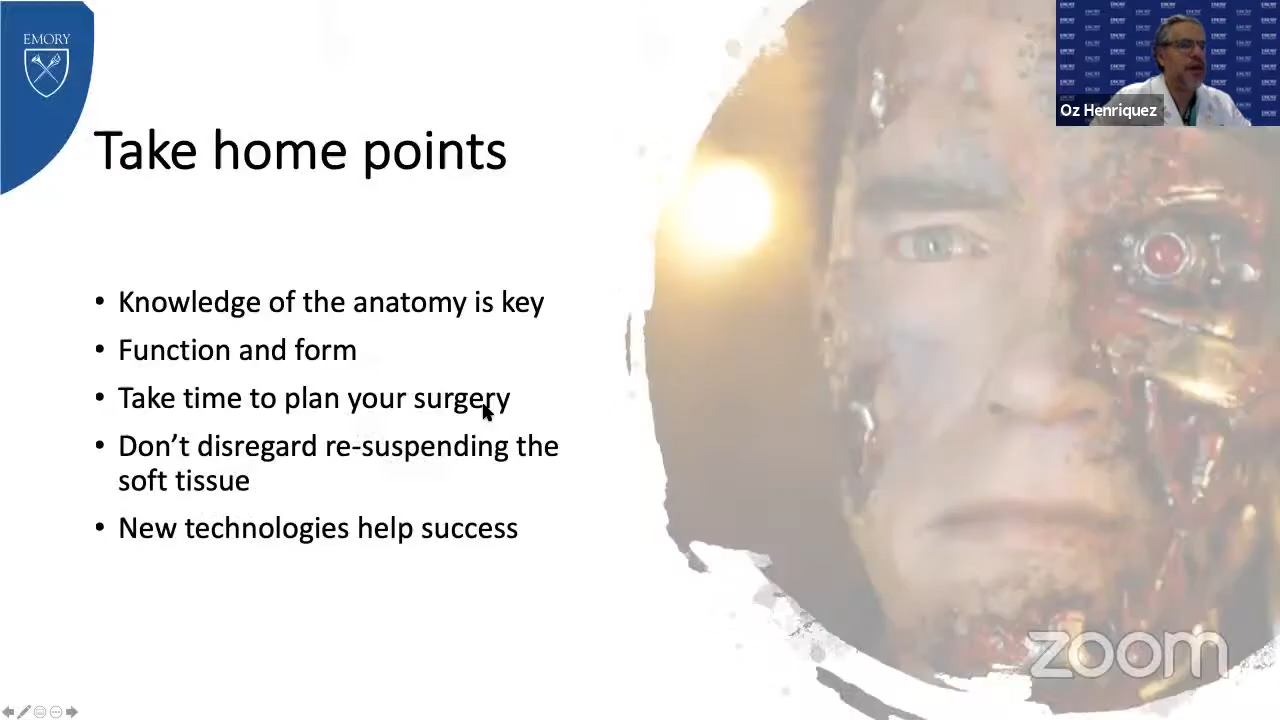 EMORY
Oz Henriquez
Take home points
• Knowledge of the anatomy is key
• Function and form
• Take time to plan your surgery
• Don’t disregard re-suspending the
soft tissue
• New technologies help success
zoom